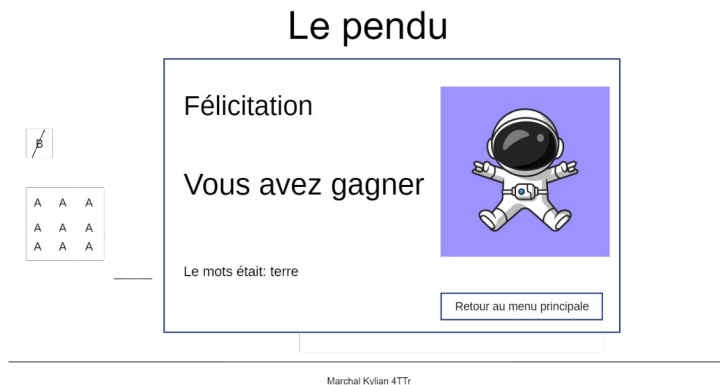 Le pendu
Félicitation
B
Vous avez gagner
A A A
A A A
A A A
Le mots était: terre
Retour au menu principale
Marchal Kylian 4TTr